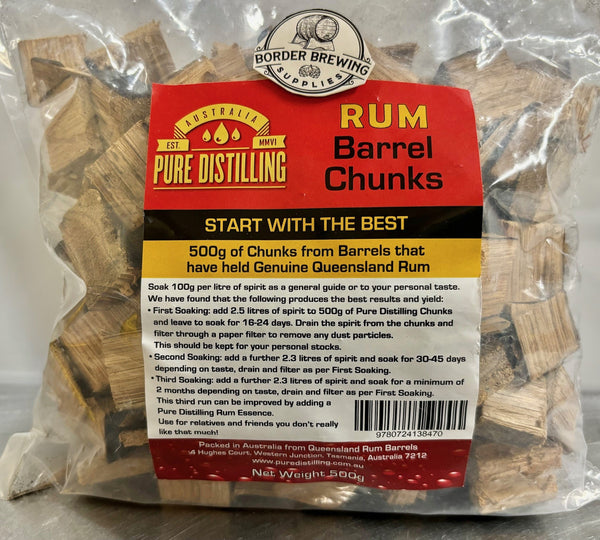 BORDER BREWING
SUPPLIES
AUSTRALIA
EST. MMVI
PURE DISTILLING
RUM
Barrel
Chunks
START WITH THE BEST
500g of Chunks from Barrels that
have held Genuine Queensland Rum
Soak 100g per litre of spirit as a general guide or to your personal taste.
We have found that the following produces the best results and yield:
• First Soaking: add 2.5 litres of spirit to 500g of Pure Distilling Chunks
and leave to soak for 16-24 days. Drain the spirit from the chunks and
filter through a paper filter to remove any dust particles.
This should be kept for your personal stocks.
• Second Soaking: add a further 2.3 litres of spirit and soak for 30-45 days
depending on taste, drain and filter as per First Soaking.
• Third Soaking: add a further 2.3 litres of spirit and soak for a minimum of
2 months depending on taste, drain and filter as per First Soaking.
This third run can be improved by adding a
Pure Distilling Rum Essence.
Use for relatives and friends you don't really
like that much!
9780724138470
Packed in Australia from Queensland Rum Barrels
4 Hughes Court, Western Junction, Tasmania, Australia 7212
www.puredistilling.com.au
Net Weight 500g